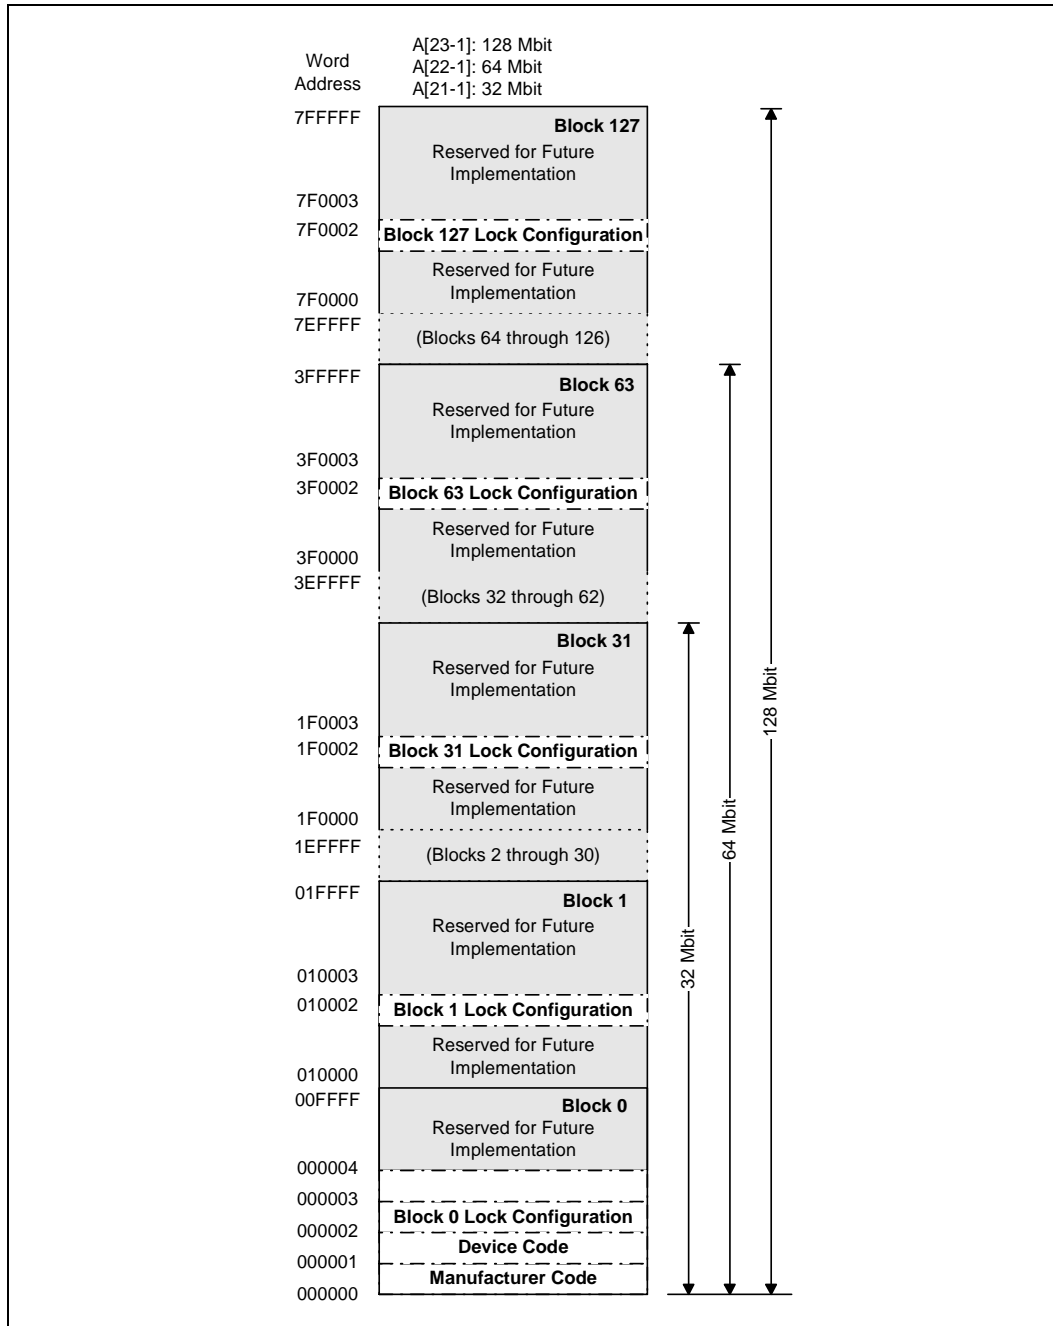 A[23-1]: 128 Mbit
A[22-1]: 64 Mbit
A[21-1]: 32 Mbit
Word
Address
7FFFFF
Block 127
Reserved for Future
Implementation
7F0003
7F0002
Block 127 Lock Configuration
Reserved for Future
Implementation
7F0000
7EFFFF
(Blocks 64 through 126)
3FFFFF
Block 63
Reserved for Future
Implementation
3F0003
3F0002
Block 63 Lock Configuration
Reserved for Future
Implementation
3F0000
3EFFFF
(Blocks 32 through 62)
Block 31
Reserved for Future
Implementation
1F0003
1F0002
Block 31 Lock Configuration
Reserved for Future
Implementation
1F0000
1EFFFF
(Blocks 2 through 30)
01FFFF
Block 1
Reserved for Future
Implementation
010003
010002
Block 1 Lock Configuration
Reserved for Future
Implementation
010000
00FFFF
Block 0
Reserved for Future
Implementation
000004
000003
Block 0 Lock Configuration
000002
Device Code
000001
Manufacturer Code
000000
32 Mbit
64 Mbit
128 Mbit